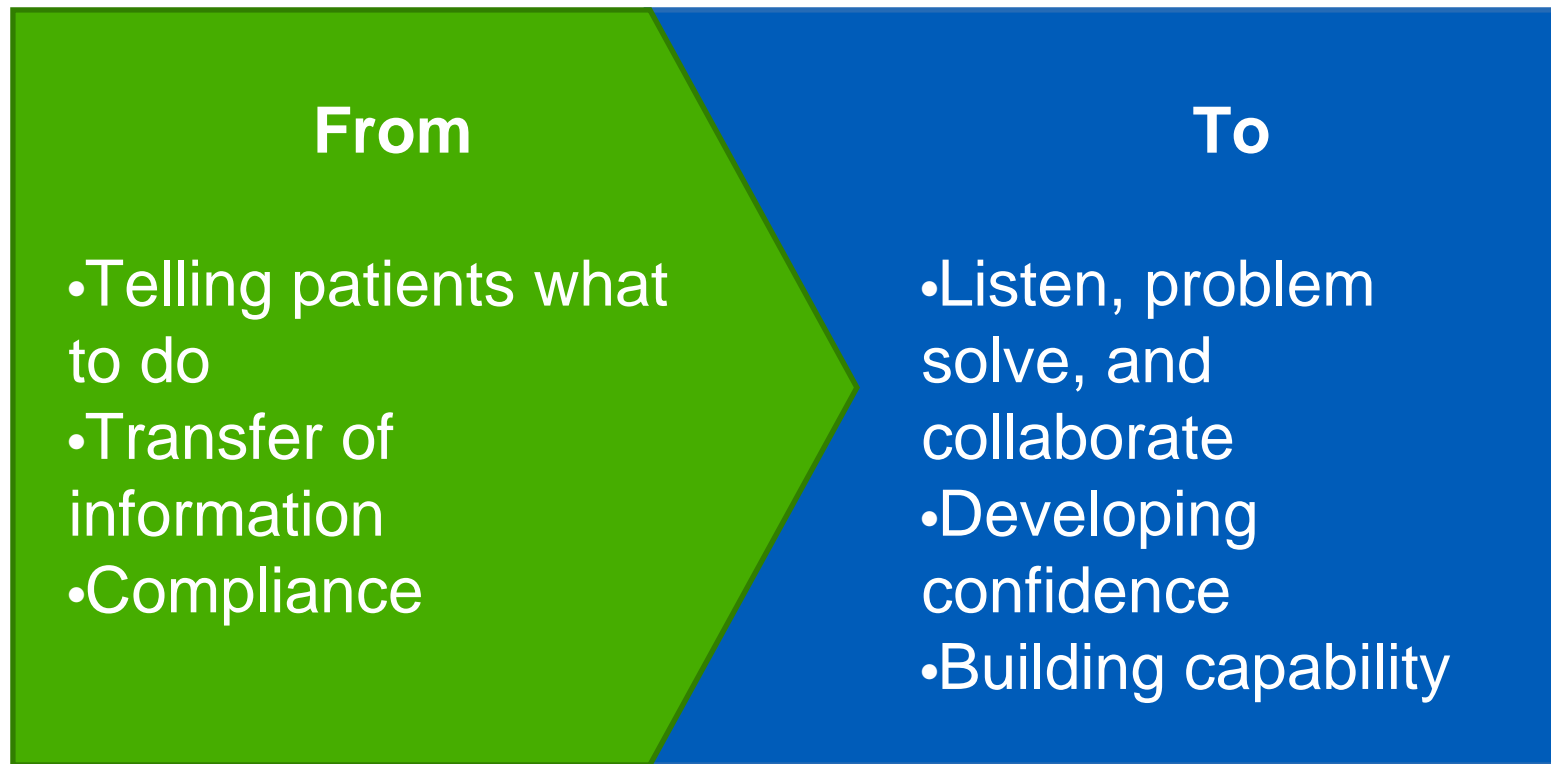 From
•Telling patients what
to do
•Transfer of
information
•Compliance
To
•Listen, problem
solve, and
collaborate
•Developing
confidence
•Building capability